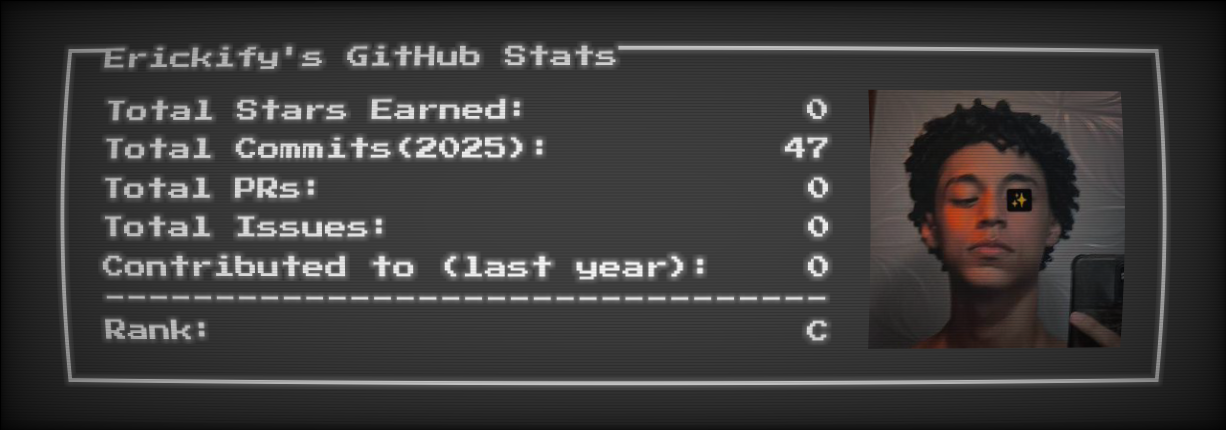 Erickify's GitHub Stats
Total Stars Earned: 0
Total Commits(2025): 47
Total PRs: 0
Total Issues: 0
Contributed to (last year): 0
-----------------------------------
Rank: C